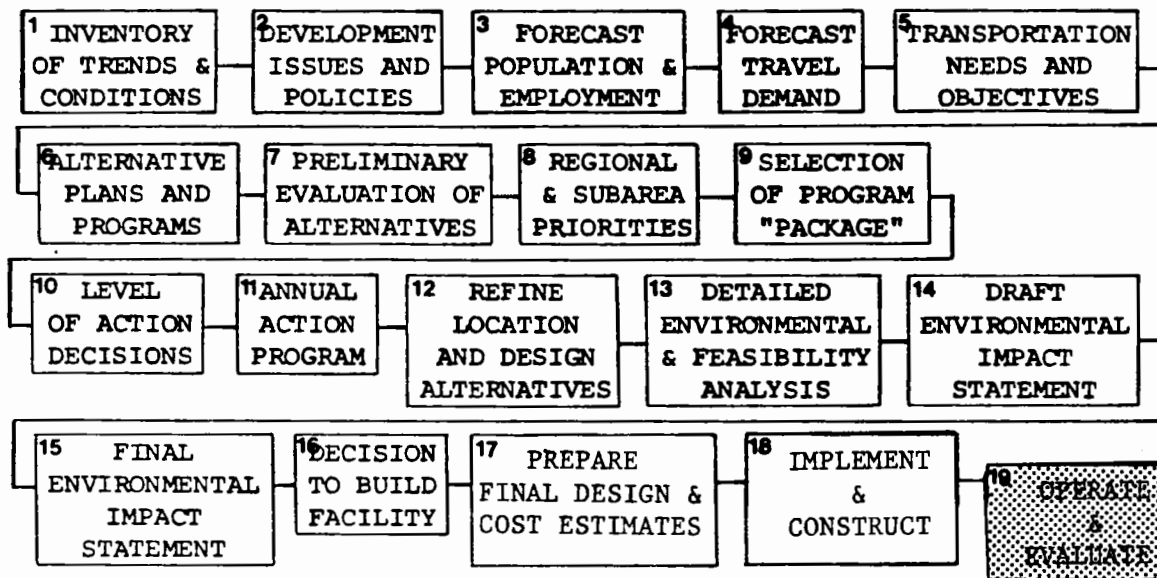 1 INVENTORY
OF TRENDS &
CONDITIONS
2 DEVELOPMENT
ISSUES AND
POLICIES
3 FORECAST
POPULATION &
EMPLOYMENT
4 FORECAST
TRAVEL
DEMAND
5 TRANSPORTATION
NEEDS AND
OBJECTIVES
6 ALTERNATIVE
PLANS AND
PROGRAMS
7 PRELIMINARY
EVALUATION OF
ALTERNATIVES
8 REGIONAL
& SUBAREA
PRIORITIES
9 SELECTION
OF PROGRAM
"PACKAGE"
10 LEVEL
OF ACTION
DECISIONS
11 ANNUAL
ACTION
PROGRAM
12 REFINE
LOCATION
AND DESIGN
ALTERNATIVES
13 DETAILED
ENVIRONMENTAL
& FEASIBILITY
ANALYSIS
14 DRAFT
ENVIRONMENTAL
IMPACT
STATEMENT
15 FINAL
ENVIRONMENTAL
IMPACT
STATEMENT
16 DECISION
TO BUILD
FACILITY
17 PREPARE
FINAL DESIGN &
COST ESTIMATES
18 IMPLEMENT
&
CONSTRUCT
19 OPERATE
&
EVALUATE